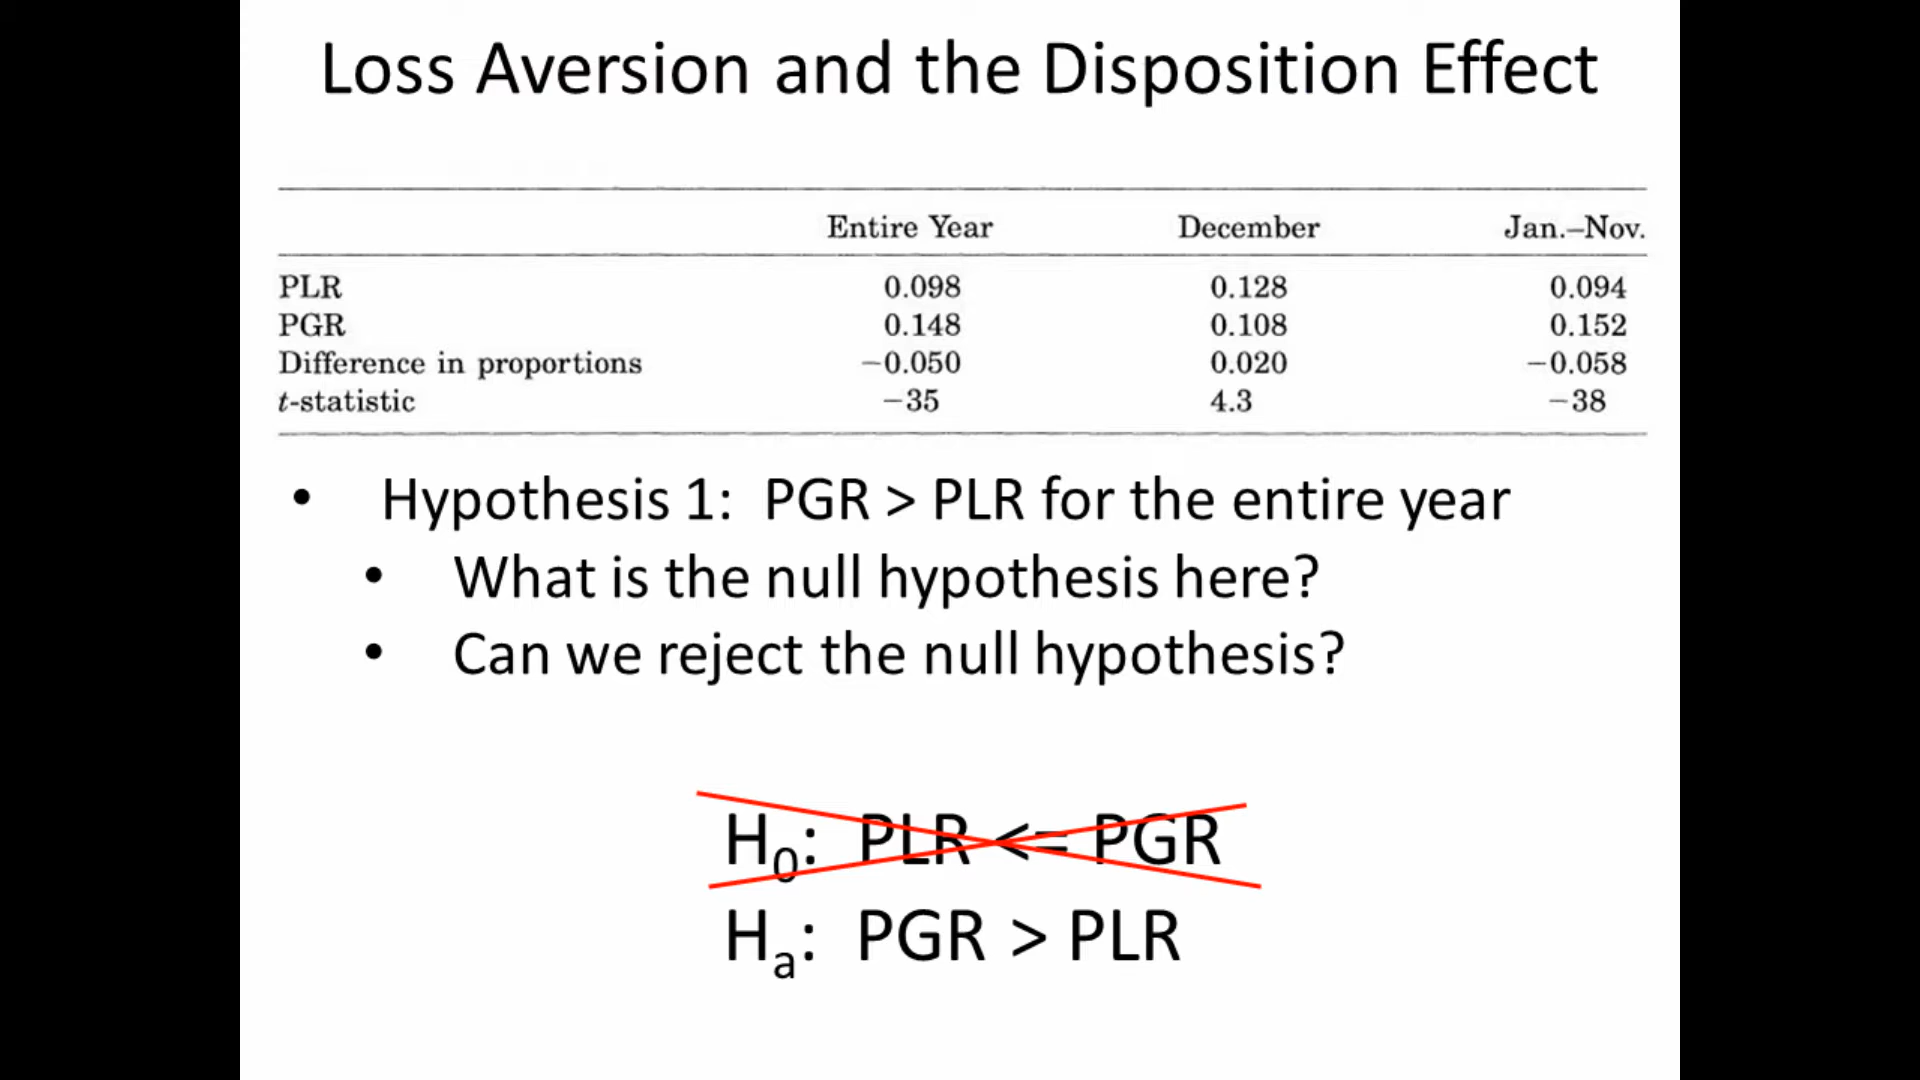 Loss Aversion and the Disposition Effect
Entire Year December Jan.–Nov.
PLR 0.098 0.128 0.094
PGR 0.148 0.108 0.152
Difference in proportions −0.050 0.020 −0.058
t-statistic −35 4.3 −38
• Hypothesis 1: PGR > PLR for the entire year
• What is the null hypothesis here?
• Can we reject the null hypothesis?
H0: PLR <= PGR
Ha: PGR > PLR